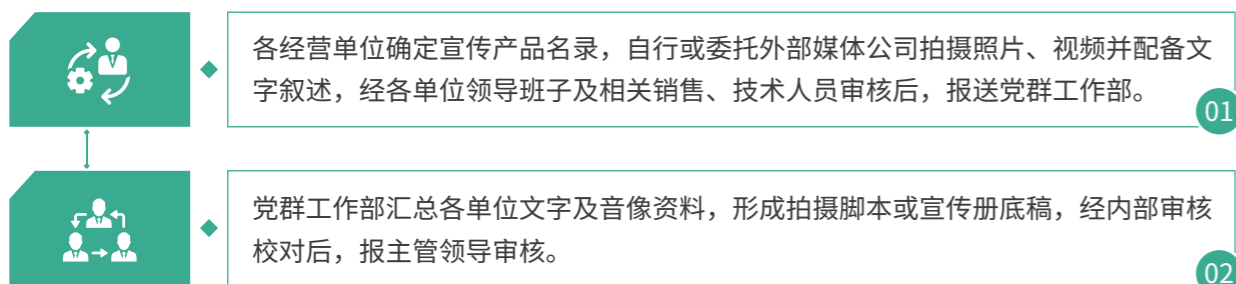 各经营单位确定宣传产品名录，自行或委托外部媒体公司拍摄照片、视频并配备文
字叙述，经各单位领导班子及相关销售、技术人员审核后，报送党群工作部。
01
党群工作部汇总各单位文字及音像资料，形成拍摄脚本或宣传册底稿，经内部审核
校对后，报主管领导审核。
02